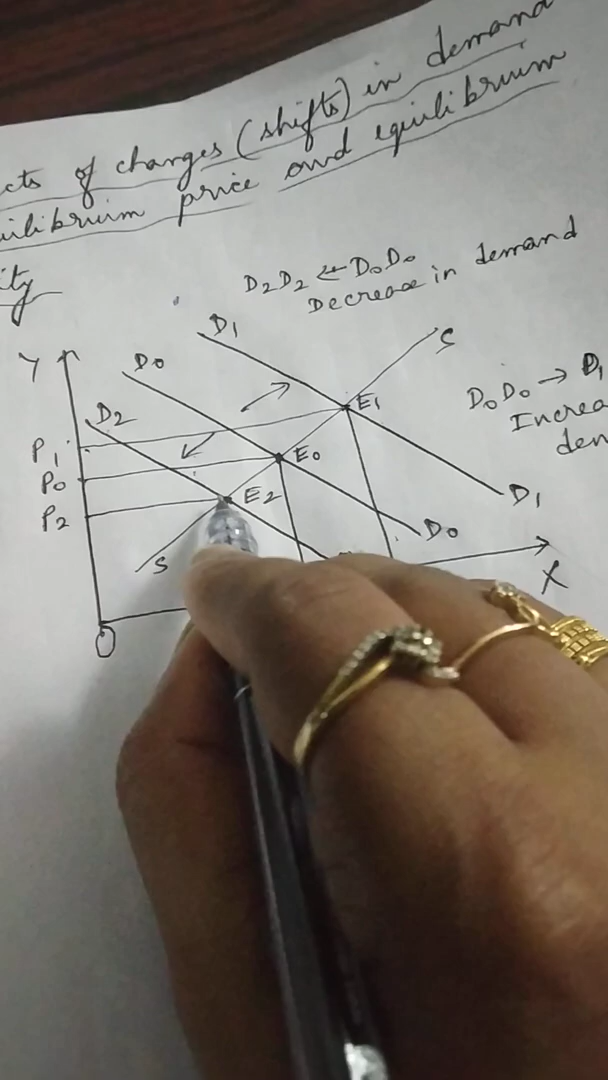 cts of changes (shifts) in demand
uilibrium price and equilibrium
ity
D2D2 ← D0D0
Decrease in demand
D1
S
Y
D0
D0D0 → D1
Increa
den
D2
E1
P1
E0
P0
E2
D1
P2
D0
S
X
O